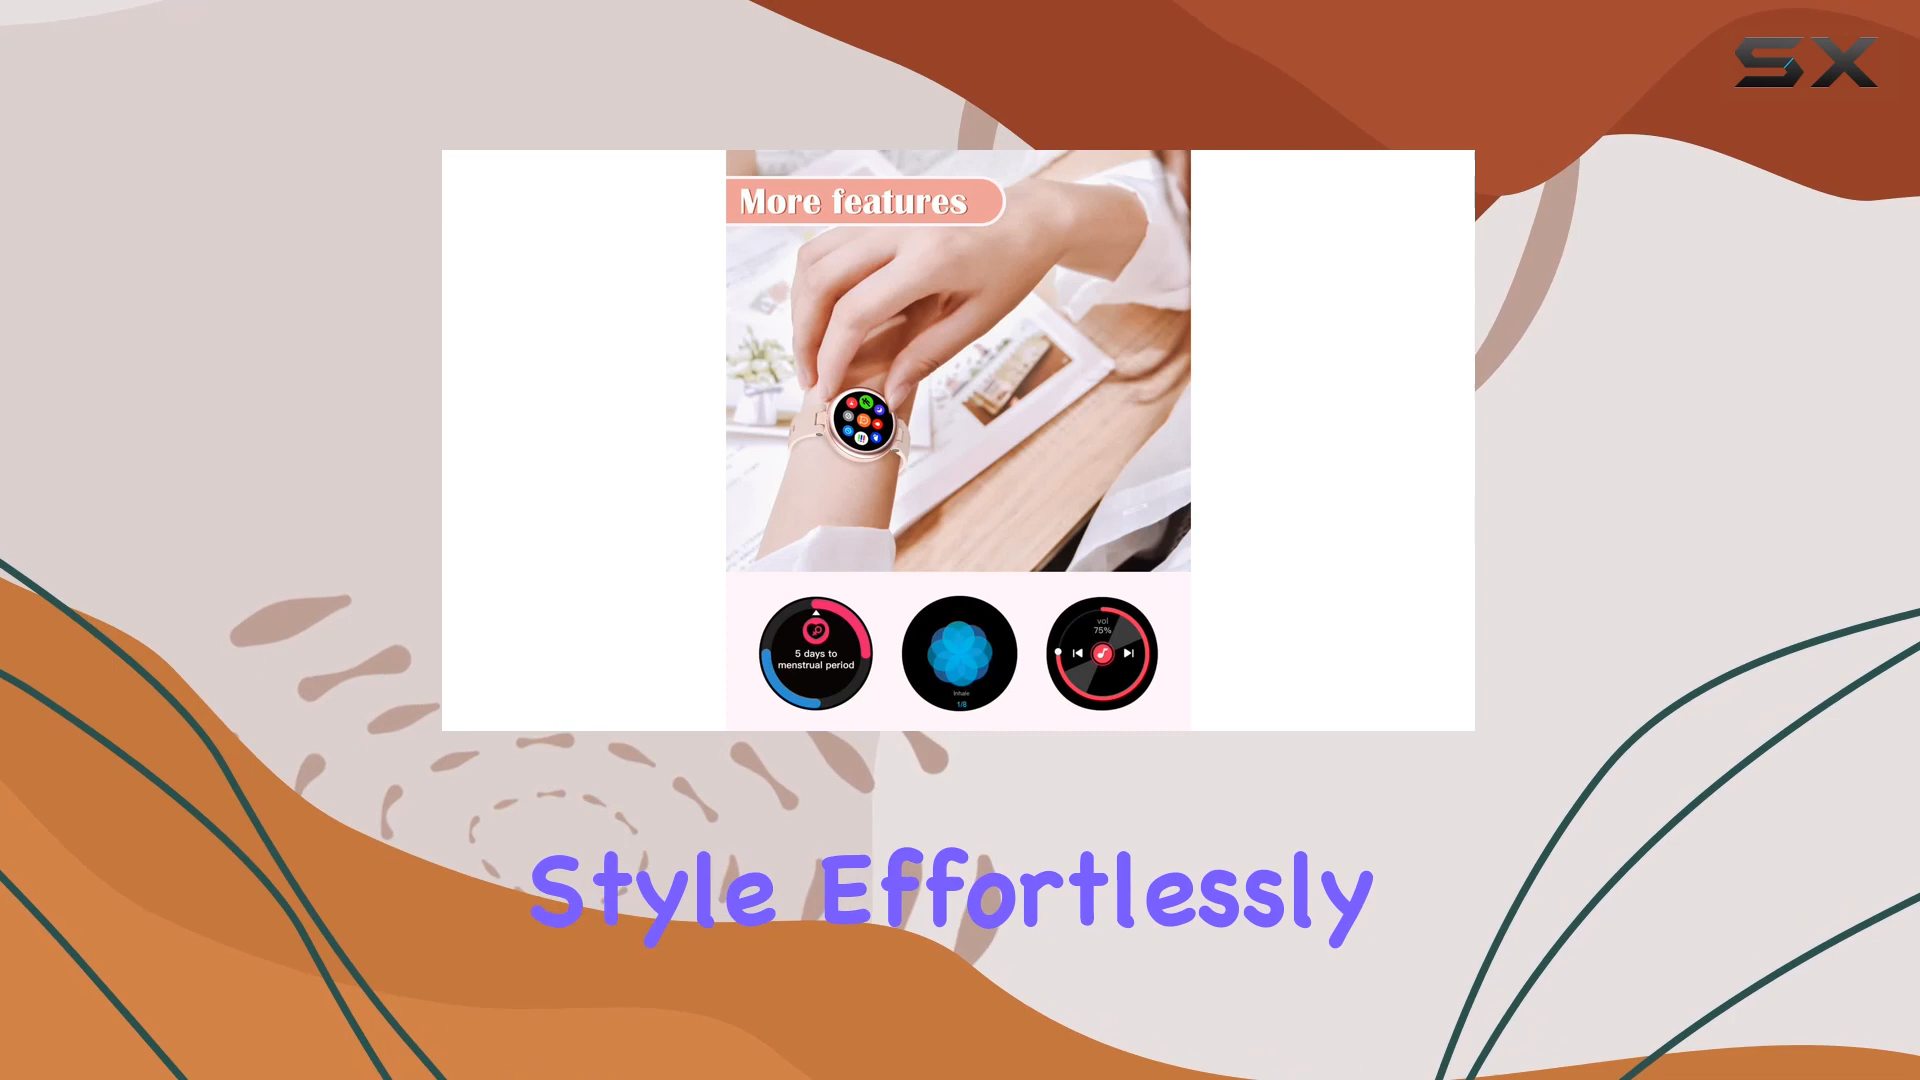 SX
More features
5 days to
menstrual period
Inhale
1/8
vol
75%
Style Effortlessly